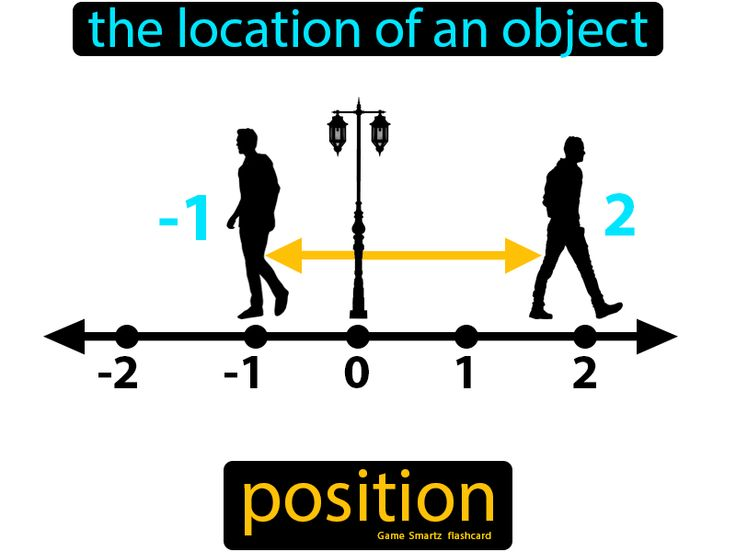 the location of an object
-1
2
-2 -1 0 1 2
position
Game Smartz flashcard